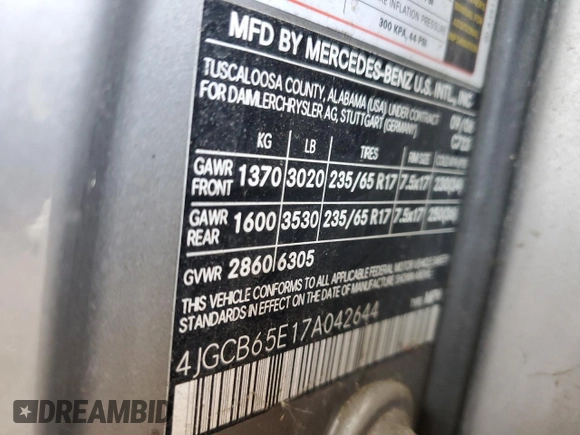 300 KPA, 44 PSI
MFD BY MERCEDES-BENZ U.S. INTL, INC
TUSCALOOSA COUNTY, ALABAMA (USA) UNDER CONTRACT
FOR DAIMLERCHRYSLER AG, STUTTGART (GERMANY)
KG LB TIRES RIM SIZE
GAWR FRONT 1370 3020 235/65 R17 7.5x17
GAWR REAR 1600 3530 235/65 R17 7.5x17
GVWR 2860 6305
THIS VEHICLE CONFORMS TO ALL APPLICABLE FEDERAL MOTOR VEHICLE SAFETY
STANDARDS IN EFFECT ON THE DATE OF MANUFACTURE SHOWN ABOVE.
4JGCB65E17A042644
DREAMBID